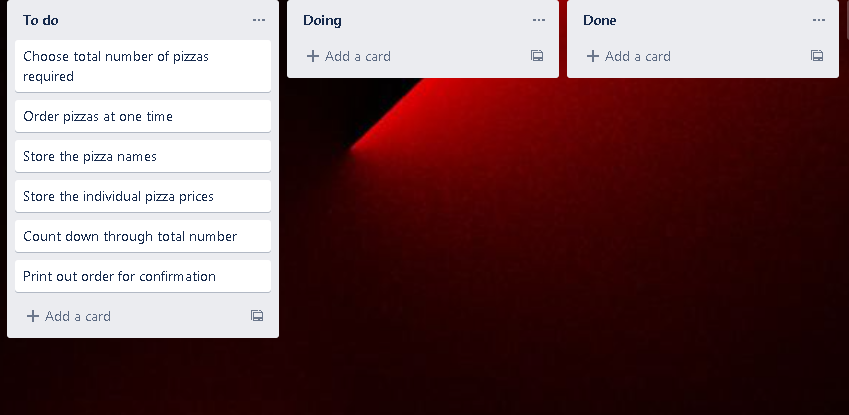 To do
Choose total number of pizzas
required
Order pizzas at one time
Store the pizza names
Store the individual pizza prices
Count down through total number
Print out order for confirmation
+ Add a card
Doing
+ Add a card
Done
+ Add a card